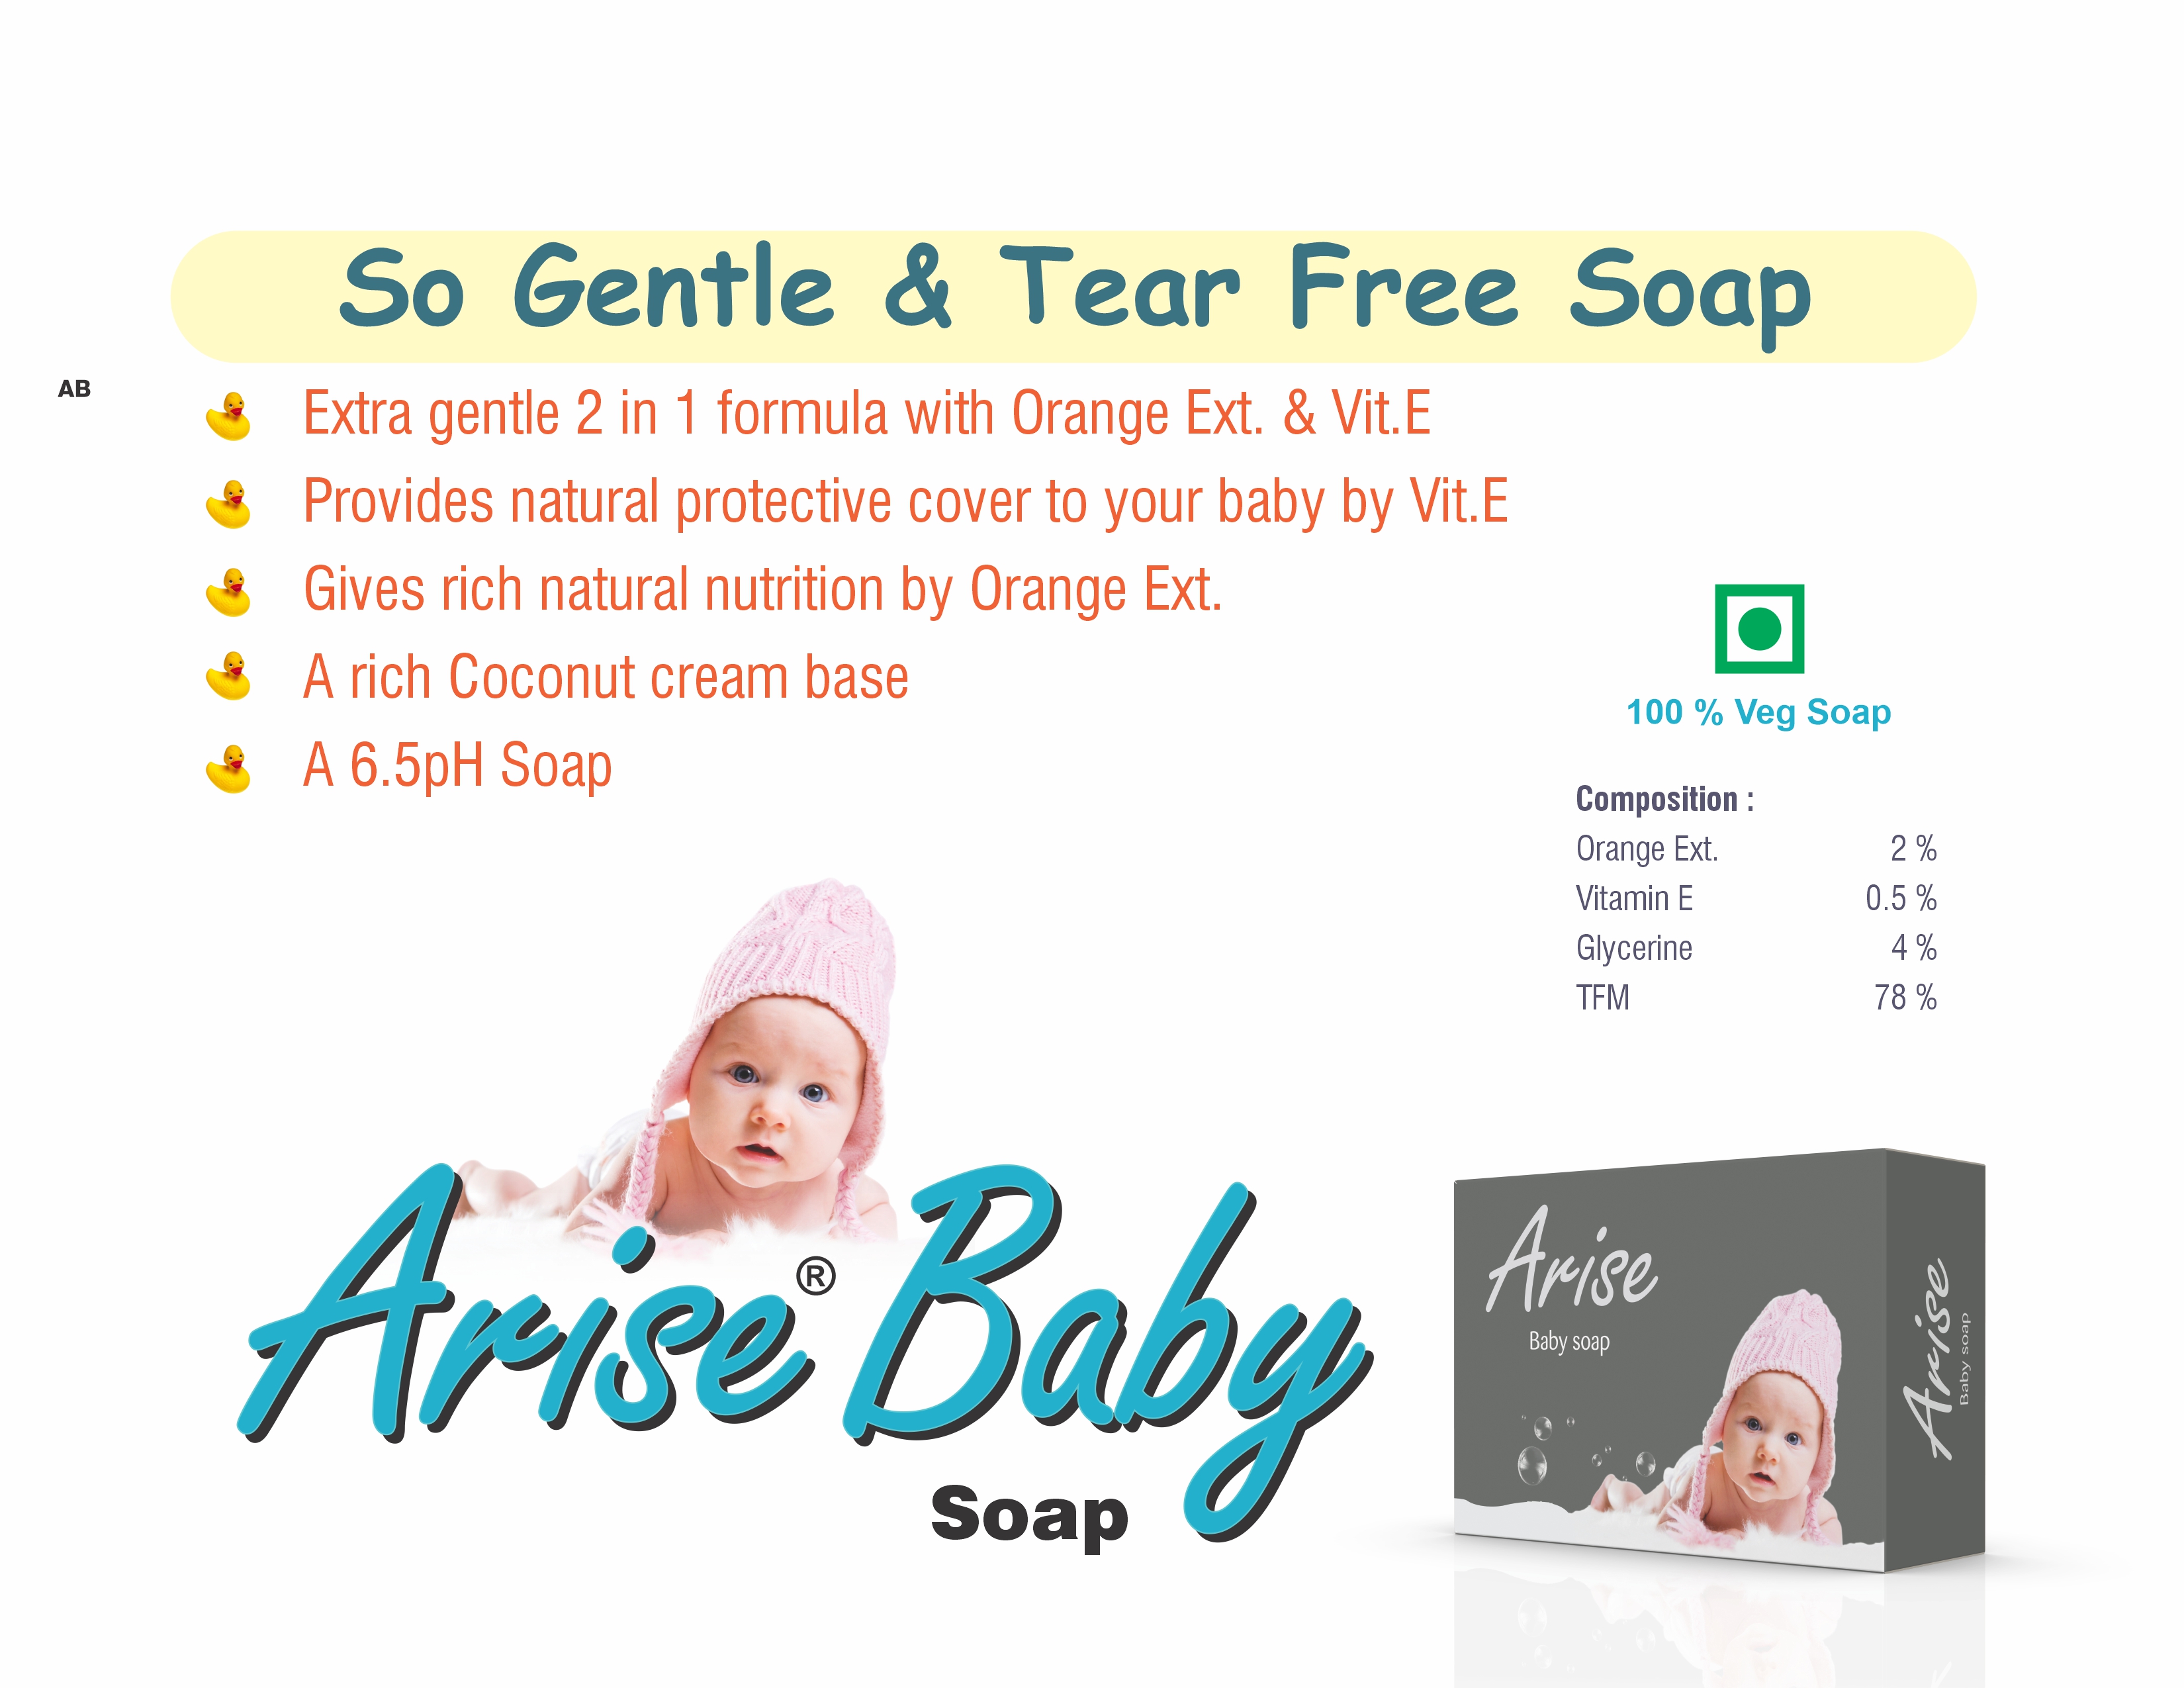 So Gentle & Tear Free Soap
AB
Extra gentle 2 in 1 formula with Orange Ext. & Vit.E
Provides natural protective cover to your baby by Vit.E
Gives rich natural nutrition by Orange Ext.
A rich Coconut cream base
A 6.5pH Soap
100 % Veg Soap
Composition :
Orange Ext. 2 %
Vitamin E 0.5 %
Glycerine 4 %
TFM 78 %
Arise® Baby
Soap
Arise
Baby soap
Arise
Baby soap